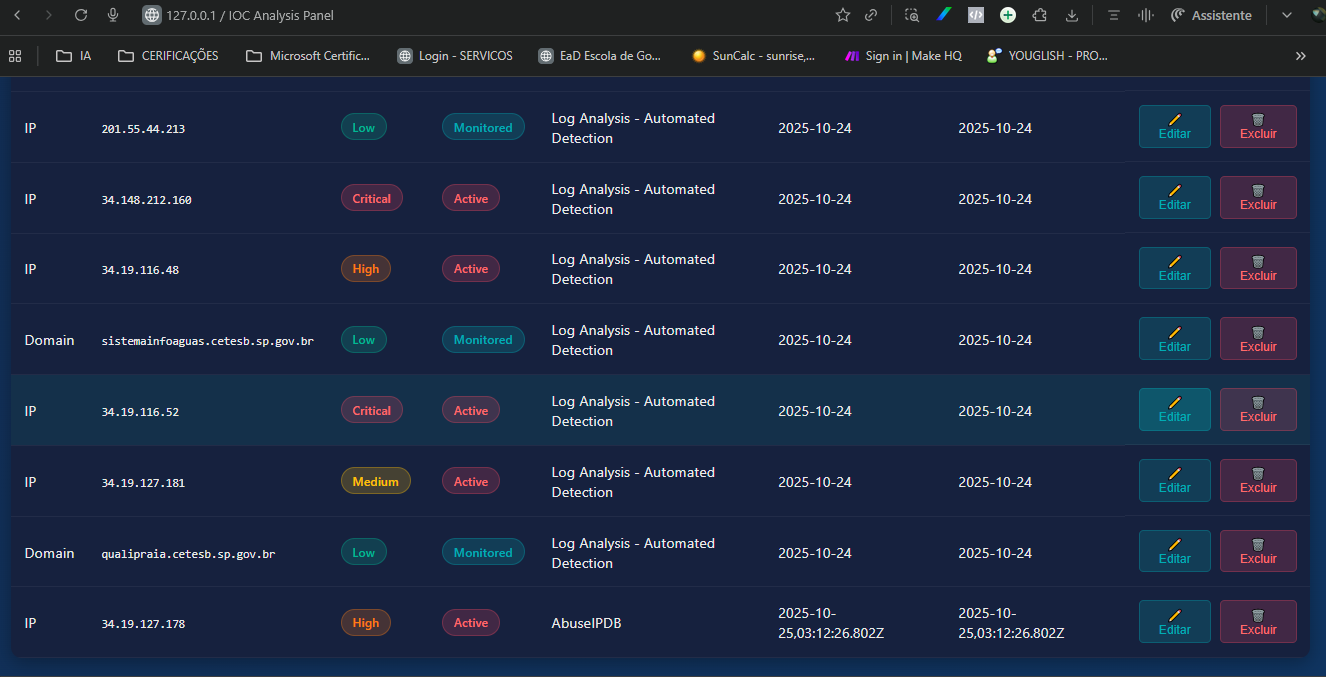 127.0.0.1 / IOC Analysis Panel
Assistente
IA
CERIFICAÇÕES
Microsoft Certific...
Login - SERVICOS
EaD Escola de Go...
SunCalc - sunrise,...
Sign in | Make HQ
YOUGLISH - PRO...
IP 201.55.44.213 Low Monitored Log Analysis - Automated Detection 2025-10-24 2025-10-24 Editar Excluir
IP 34.148.212.160 Critical Active Log Analysis - Automated Detection 2025-10-24 2025-10-24 Editar Excluir
IP 34.19.116.48 High Active Log Analysis - Automated Detection 2025-10-24 2025-10-24 Editar Excluir
Domain sistemainfoaguas.cetesb.sp.gov.br Low Monitored Log Analysis - Automated Detection 2025-10-24 2025-10-24 Editar Excluir
IP 34.19.116.52 Critical Active Log Analysis - Automated Detection 2025-10-24 2025-10-24 Editar Excluir
IP 34.19.127.181 Medium Active Log Analysis - Automated Detection 2025-10-24 2025-10-24 Editar Excluir
Domain qualipraia.cetesb.sp.gov.br Low Monitored Log Analysis - Automated Detection 2025-10-24 2025-10-24 Editar Excluir
IP 34.19.127.178 High Active AbuseIPDB 2025-10-25,03:12:26.802Z 2025-10-25,03:12:26.802Z Editar Excluir